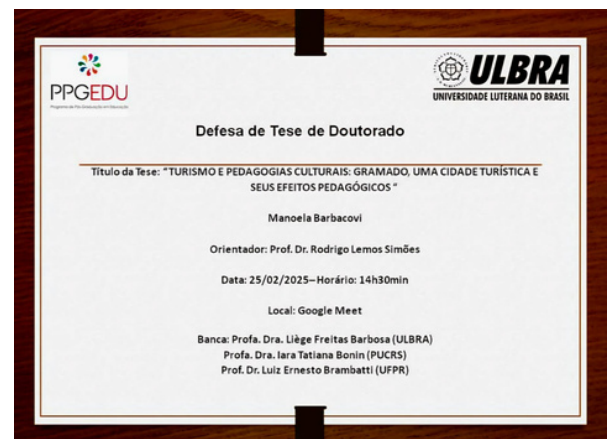 PPGEDU
Programa de Pós-Graduação em Educação
ULBRA
UNIVERSIDADE LUTERANA DO BRASIL
Defesa de Tese de Doutorado
Título da Tese: “TURISMO E PEDAGOGIAS CULTURAIS: GRAMADO, UMA CIDADE TURÍSTICA E
SEUS EFEITOS PEDAGÓGICOS “
Manoela Barbacovi
Orientador: Prof. Dr. Rodrigo Lemos Simões
Data: 25/02/2025– Horário: 14h30min
Local: Google Meet
Banca: Profa. Dra. Liège Freitas Barbosa (ULBRA)
Profa. Dra. Iara Tatiana Bonin (PUCRS)
Prof. Dr. Luiz Ernesto Brambatti (UFPR)